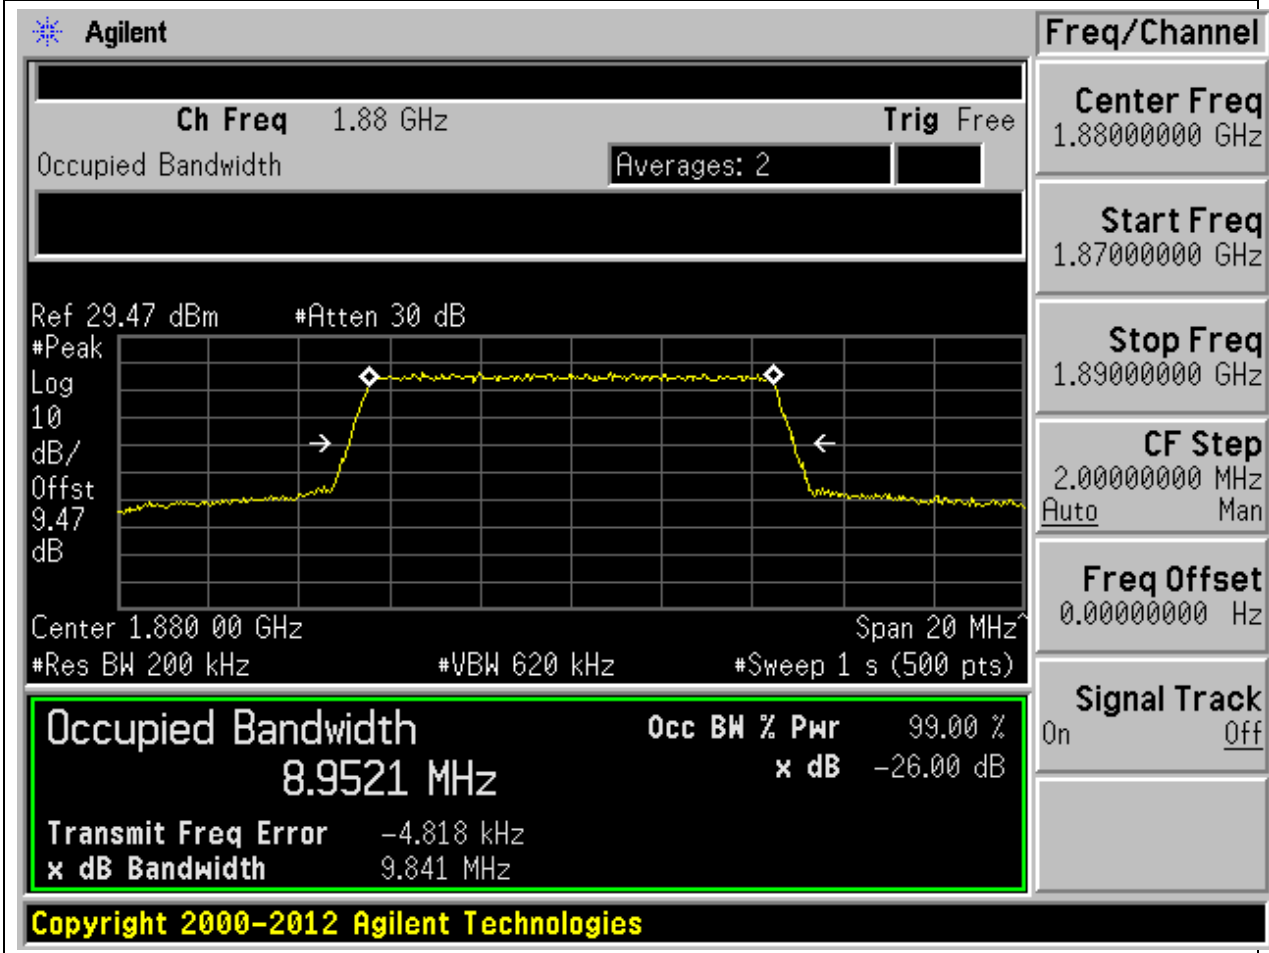 Agilent
Freq/Channel
Ch Freq 1.88 GHz Trig Free
Occupied Bandwidth Averages: 2
Center Freq
1.88000000 GHz
Start Freq
1.87000000 GHz
Stop Freq
1.89000000 GHz
CF Step
2.00000000 MHz
Auto Man
Freq Offset
0.00000000 Hz
Signal Track
On Off
Ref 29.47 dBm #Atten 30 dB
#Peak
Log
10
dB/
Offst
9.47
dB
Center 1.880 00 GHz Span 20 MHz^
#Res BW 200 kHz #VBW 620 kHz #Sweep 1 s (500 pts)
Occupied Bandwidth
8.9521 MHz
Occ BW % Pwr 99.00 %
x dB -26.00 dB
Transmit Freq Error -4.818 kHz
x dB Bandwidth 9.841 MHz
Copyright 2000-2012 Agilent Technologies